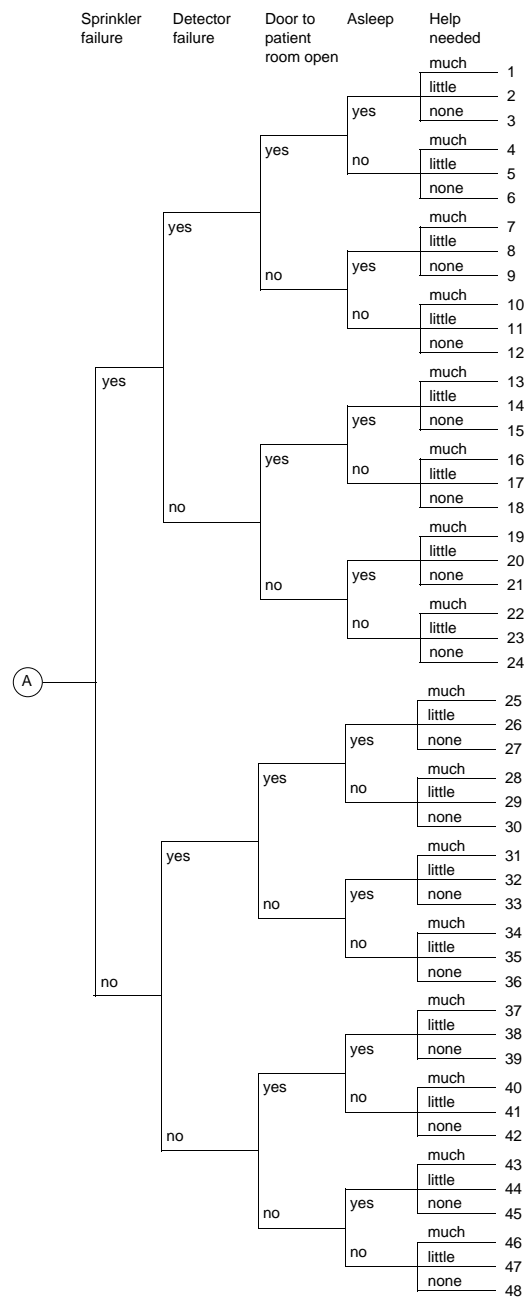 Sprinkler failure
Detector failure
Door to patient room open
Asleep
Help needed
much 1
little 2
yes
none 3
much 4
yes
no
little 5
none 6
yes
much 7
little 8
no
yes
none 9
much 10
no
little 11
none 12
yes
much 13
little 14
yes
none 15
much 16
yes
no
little 17
none 18
no
much 19
little 20
no
yes
none 21
much 22
no
little 23
none 24
A
much 25
little 26
yes
none 27
much 28
yes
no
little 29
none 30
yes
much 31
little 32
no
yes
none 33
much 34
no
little 35
none 36
no
much 37
little 38
yes
none 39
much 40
yes
no
little 41
none 42
no
much 43
little 44
no
yes
none 45
much 46
no
little 47
none 48